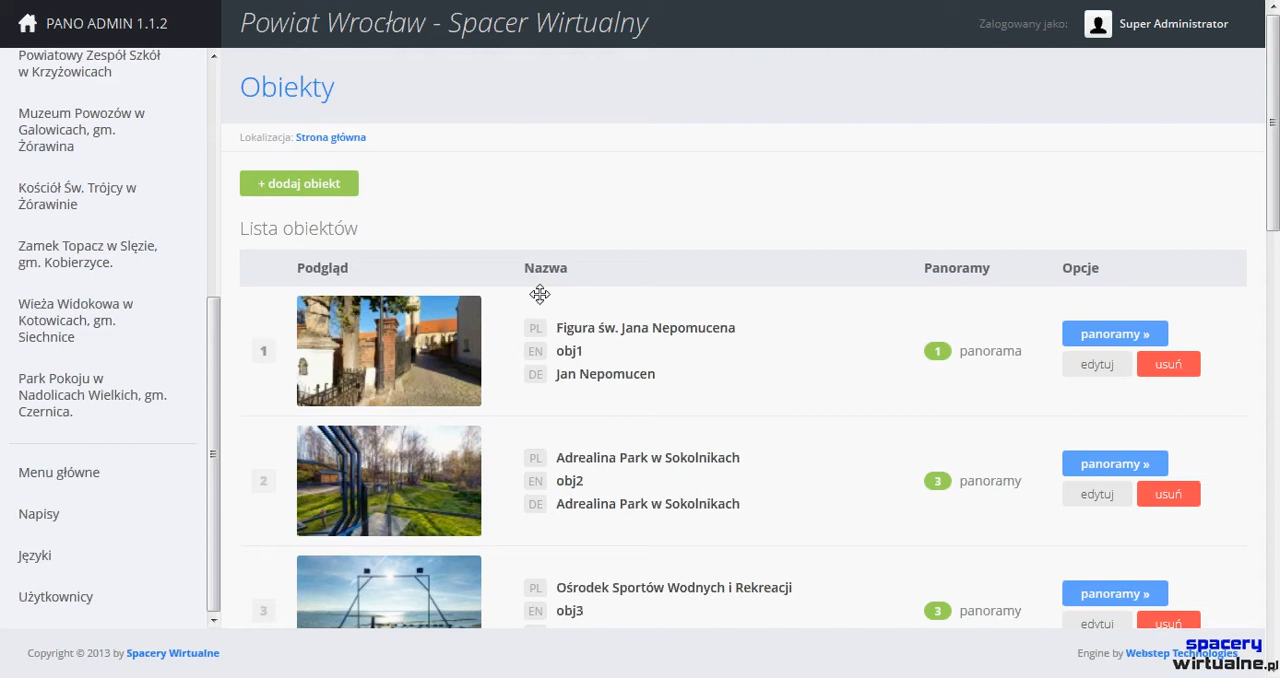 PANO ADMIN 1.1.2
Powiat Wrocław - Spacer Wirtualny
Zalogowany jako:
Super Administrator
Powiatowy Zespół Szkół
w Krzyżowicach
Muzeum Powozów w
Galowicach, gm.
Żórawina
Kościół Św. Trójcy w
Żórawinie
Zamek Topacz w Slęzie,
gm. Kobierzyce.
Wieża Widokowa w
Kotowicach, gm.
Siechnice
Park Pokoju w
Nadolicach Wielkich, gm.
Czernica.
Menu główne
Napisy
Języki
Użytkownicy
Obiekty
Lokalizacja: Strona główna
+ dodaj obiekt
Lista obiektów
Podgląd Nazwa Panoramy Opcje
1
PL Figura św. Jana Nepomucena
EN obj1
DE Jan Nepomucen
1 panorama
panoramy »
edytuj usuń
2
PL Adrealina Park w Sokolnikach
EN obj2
DE Adrealina Park w Sokolnikach
3 panoramy
panoramy »
edytuj usuń
3
PL Ośrodek Sportów Wodnych i Rekreacji
EN obj3
3 panoramy
panoramy »
edytuj usuń
Copyright © 2013 by Spacery Wirtualne
Engine by Webstep Technologies
spacery
wirtualne.pl